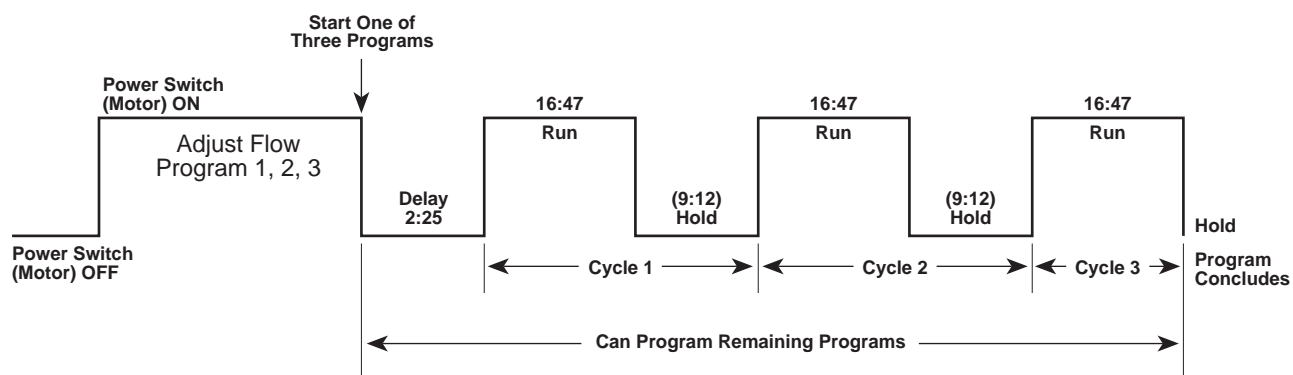 Start One of
Three Programs
Power Switch
(Motor) ON
Adjust Flow
Program 1, 2, 3
Delay
2:25
16:47
Run
(9:12)
Hold
16:47
Run
(9:12)
Hold
16:47
Run
Hold
Power Switch
(Motor) OFF
Cycle 1
Cycle 2
Cycle 3
Program
Concludes
Can Program Remaining Programs